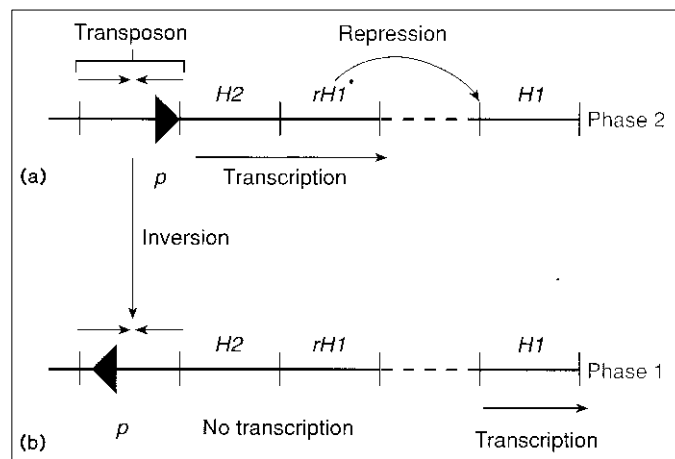 Transposon
Repression
H2
rH1
H1
Phase 2
(a)
p
Transcription
Inversion
H2
rH1
H1
Phase 1
(b)
p
No transcription
Transcription